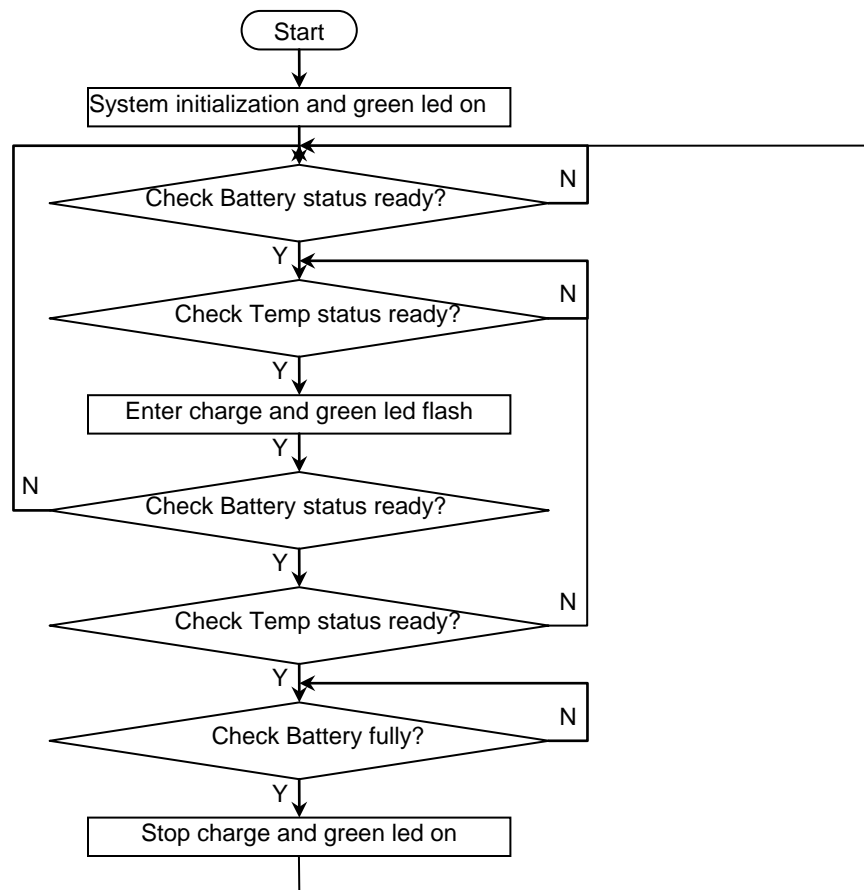 Start
System initialization and green led on
Check Battery status ready?
N
Y
Check Temp status ready?
N
Y
Enter charge and green led flash
Y
N
Check Battery status ready?
Y
Check Temp status ready?
N
Y
Check Battery fully?
N
Y
Stop charge and green led on